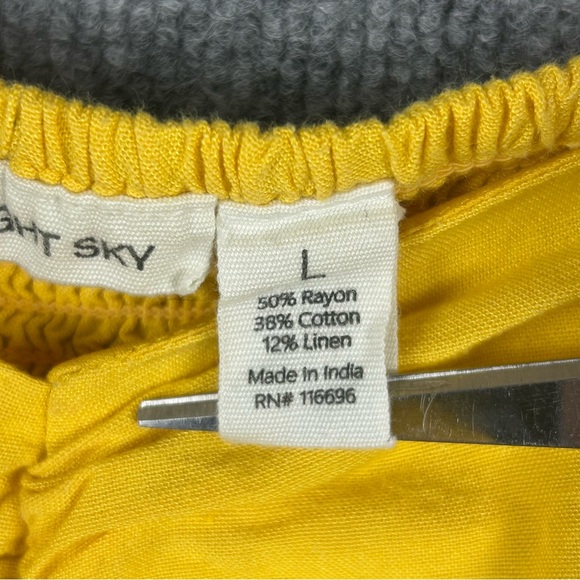 GHT SKY
L
50% Rayon
38% Cotton
12% Linen
Made In India
RN# 116696